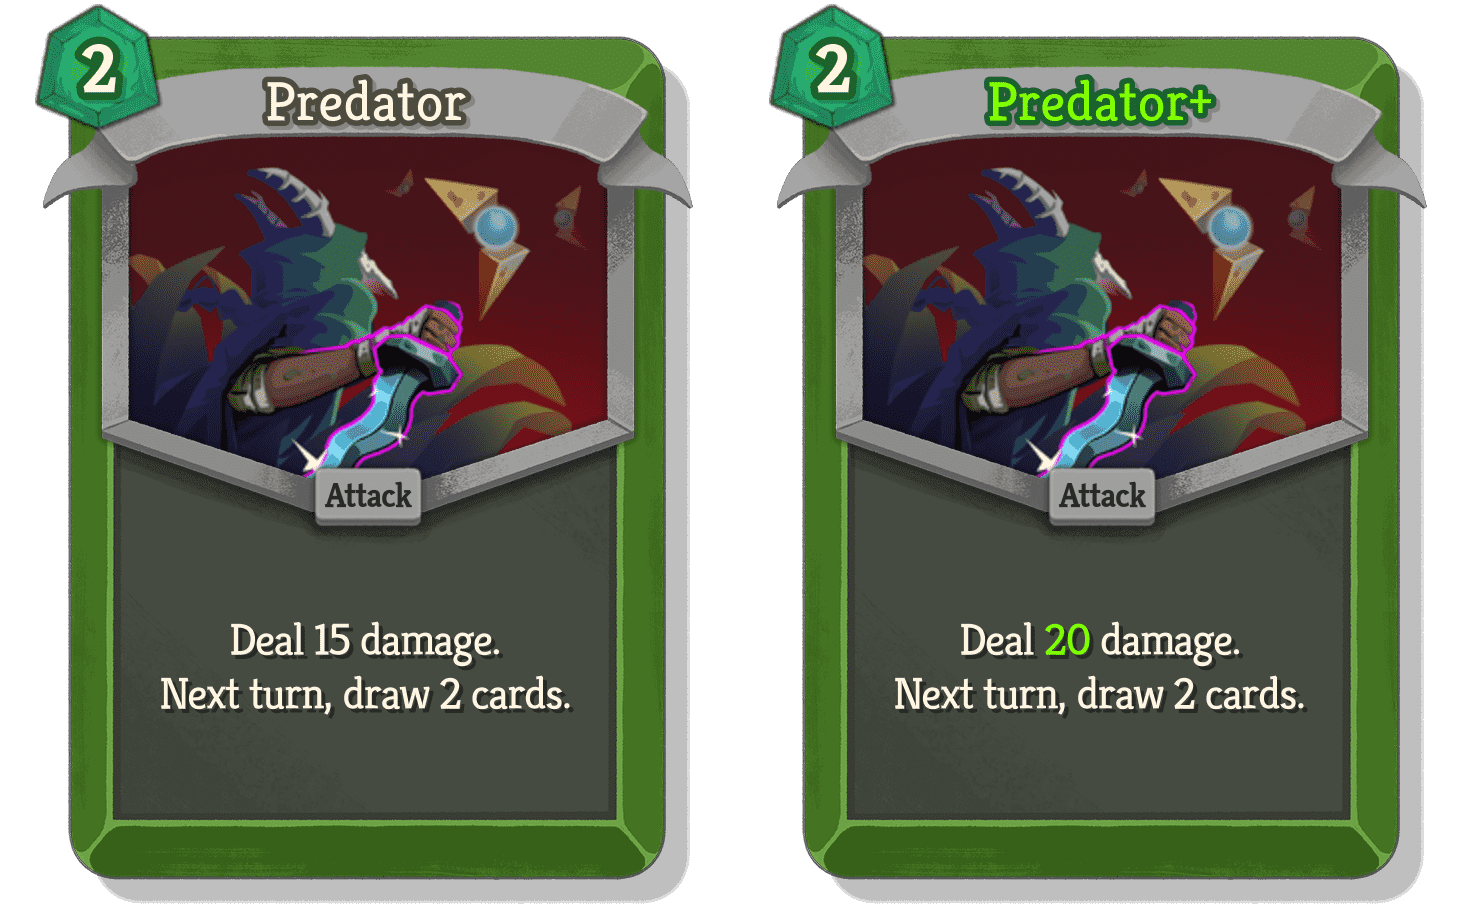 2
Predator
Attack
Deal 15 damage.
Next turn, draw 2 cards.
2
Predator+
Attack
Deal 20 damage.
Next turn, draw 2 cards.